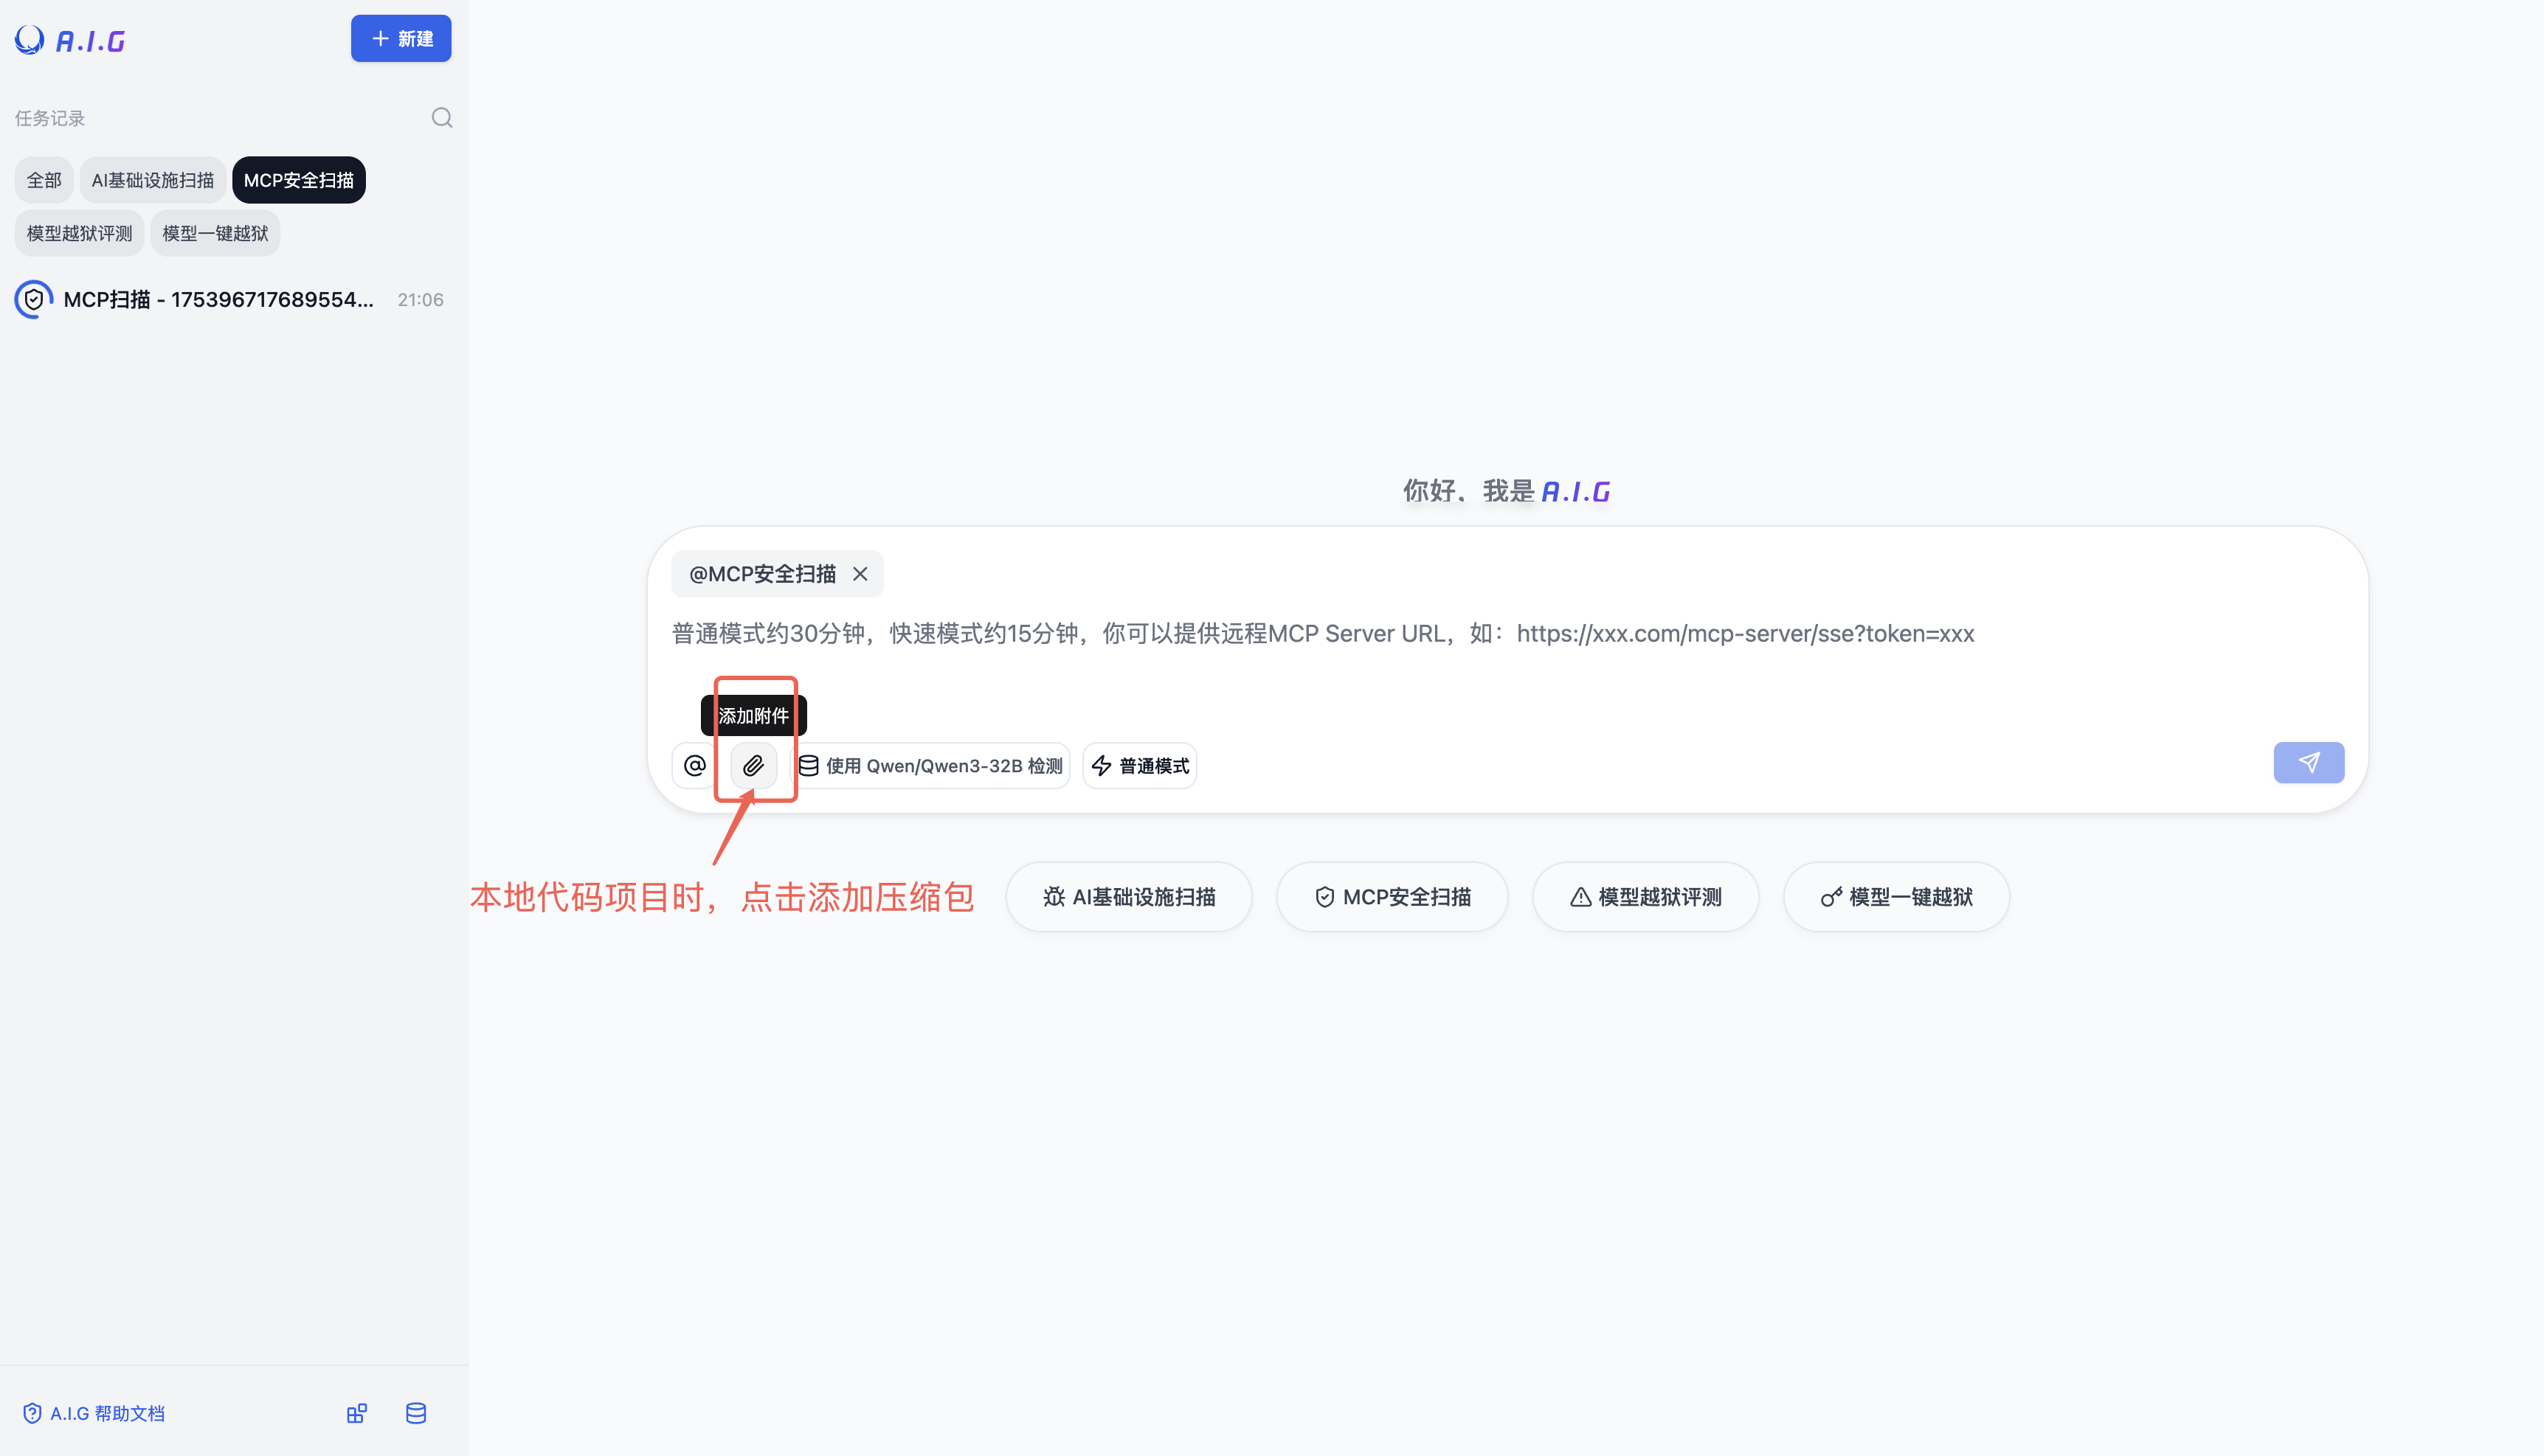 A.I.G
新建
任务记录
全部 AI基础设施扫描 MCP安全扫描
模型越狱评测 模型一键越狱
MCP扫描 - 175396717689554... 21:06
你好，我是 A.I.G
@MCP安全扫描
普通模式约30分钟，快速模式约15分钟，你可以提供远程MCP Server URL，如：https://xxx.com/mcp-server/sse?token=xxx
添加附件
使用 Qwen/Qwen3-32B 检测 普通模式
本地代码项目时，点击添加压缩包
AI基础设施扫描 MCP安全扫描 模型越狱评测 模型一键越狱
A.I.G 帮助文档